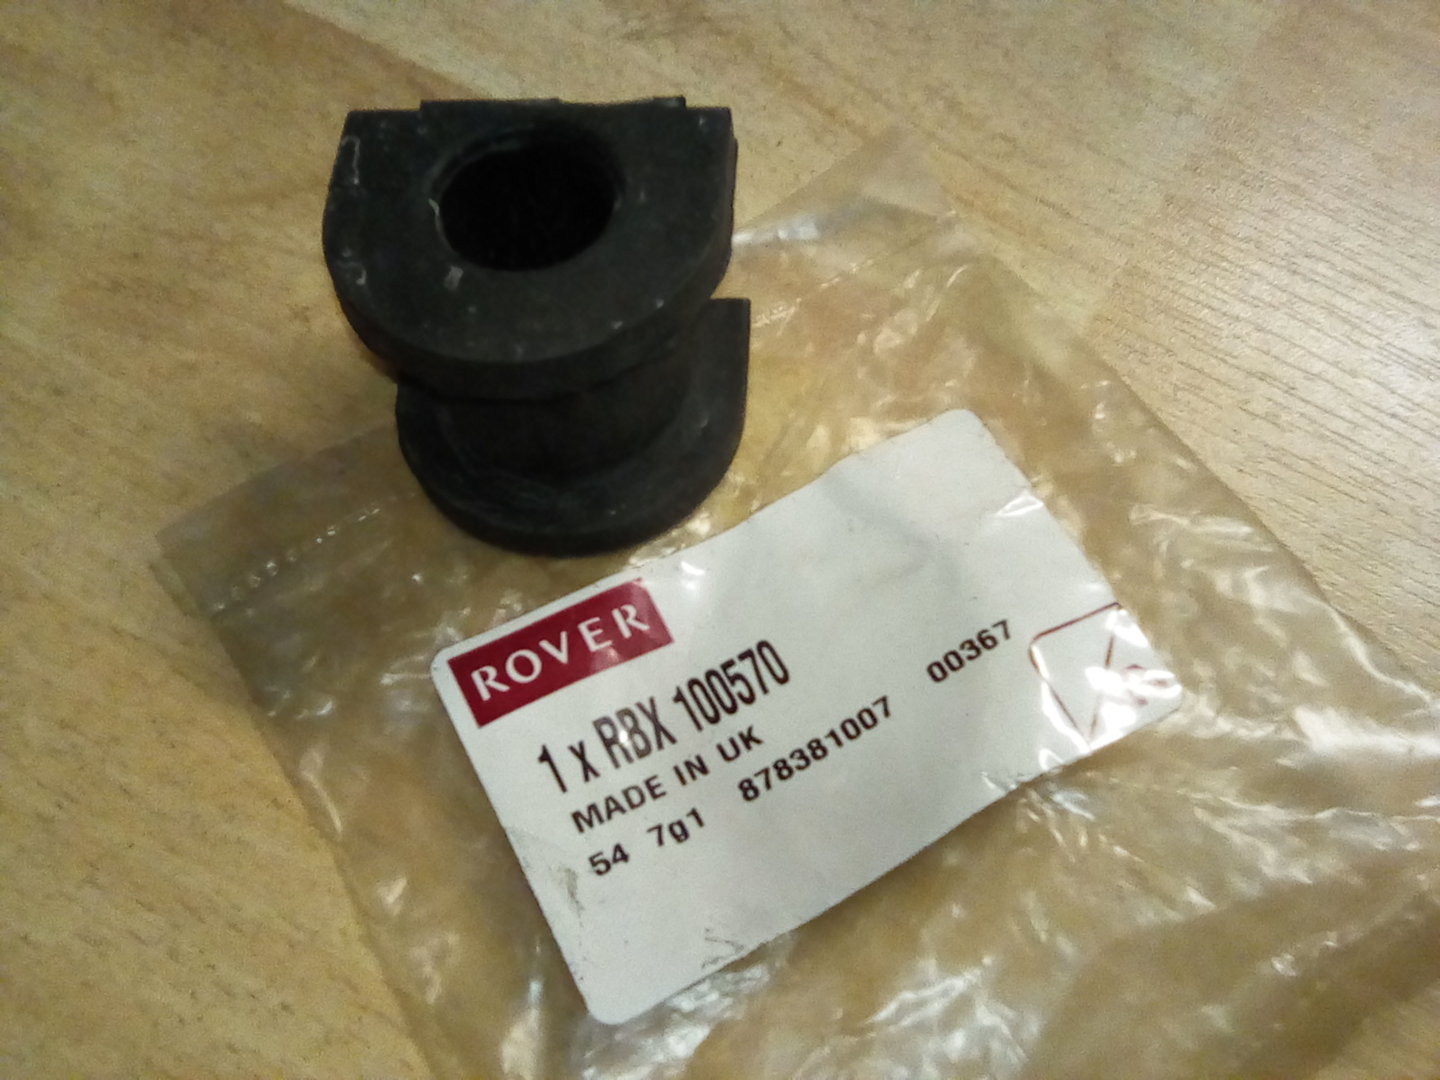 ROVER
1 x RBX 100570
MADE IN UK
54 7g1 878381007 00367